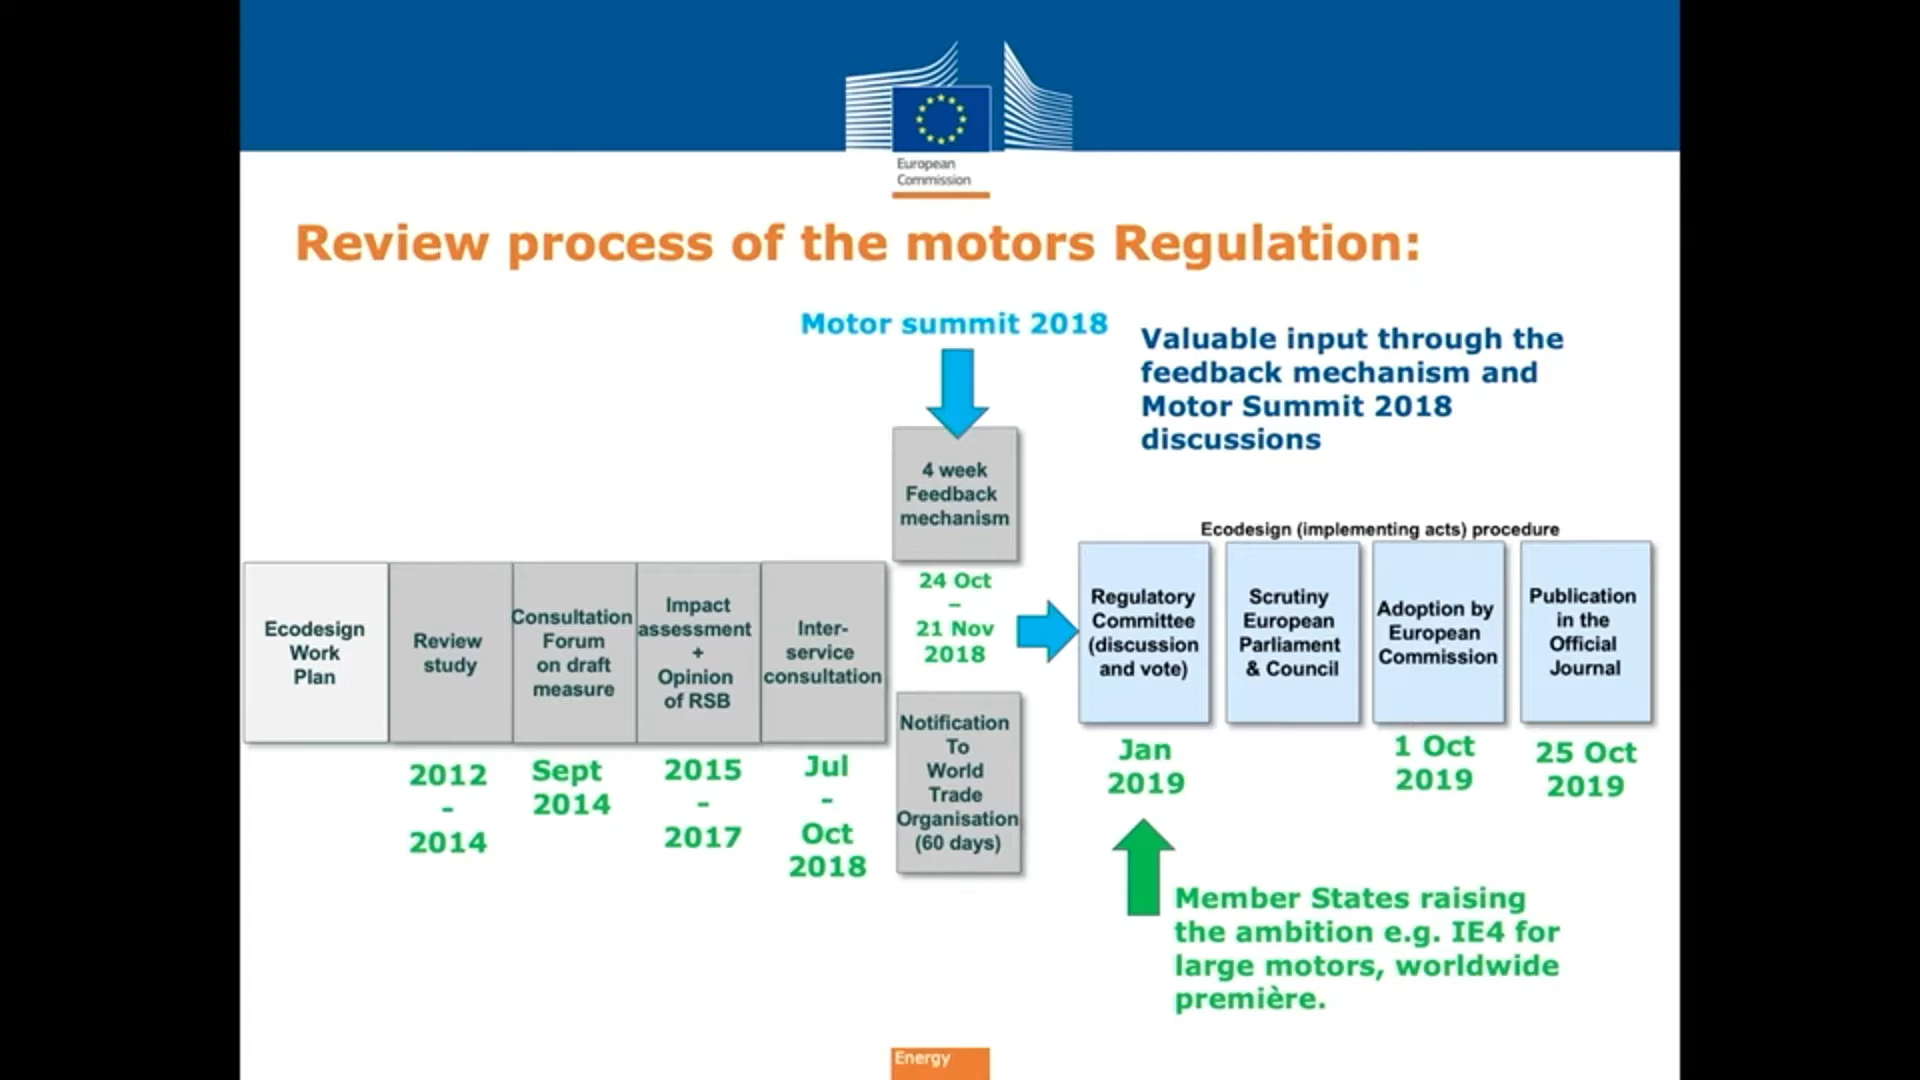 European
Commission
Review process of the motors Regulation:
Motor summit 2018
Valuable input through the
feedback mechanism and
Motor Summit 2018
discussions
4 week
Feedback
mechanism
24 Oct
–
21 Nov
2018
Notification
To
World
Trade
Organisation
(60 days)
Ecodesign
Work
Plan
Review
study
2012
-
2014
Consultation
Forum
on draft
measure
Sept
2014
Impact
assessment
+
Opinion
of RSB
2015
-
2017
Inter-
service
consultation
Jul
-
Oct
2018
Ecodesign (implementing acts) procedure
Regulatory
Committee
(discussion
and vote)
Jan
2019
Scrutiny
European
Parliament
& Council
Adoption by
European
Commission
1 Oct
2019
Publication
in the
Official
Journal
25 Oct
2019
Member States raising
the ambition e.g. IE4 for
large motors, worldwide
première.
Energy